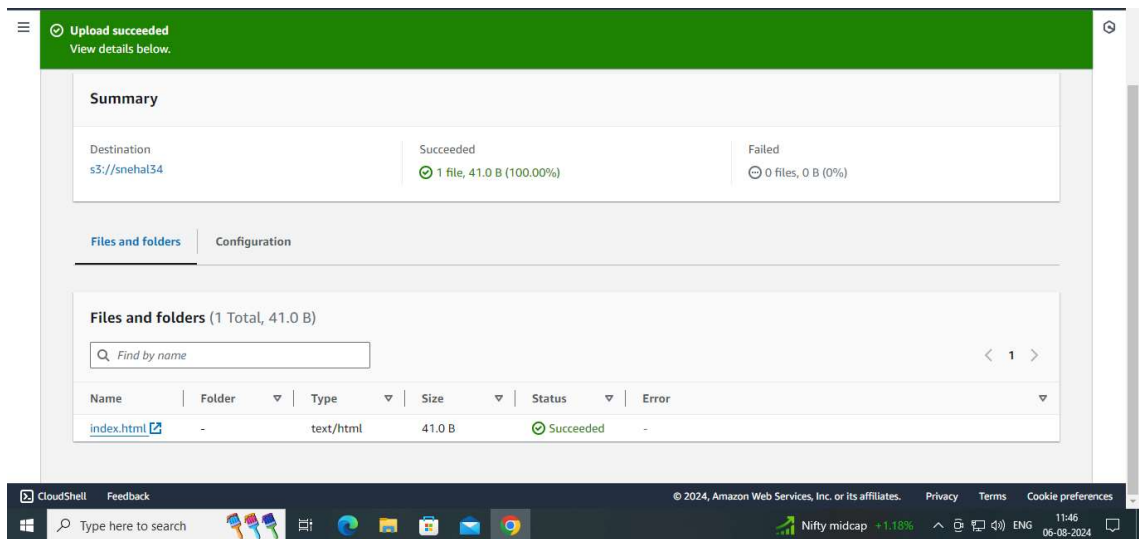 Upload succeeded
View details below.
Summary
Destination
s3://snehal34
Succeeded
1 file, 41.0 B (100.00%)
Failed
0 files, 0 B (0%)
Files and folders
Configuration
Files and folders (1 Total, 41.0 B)
Find by name
1
Name Folder Type Size Status Error
index.html - text/html 41.0 B Succeeded -
CloudShell Feedback © 2024, Amazon Web Services, Inc. or its affiliates. Privacy Terms Cookie preferences
Type here to search Nifty midcap +1.18% ENG 11:46
06-08-2024